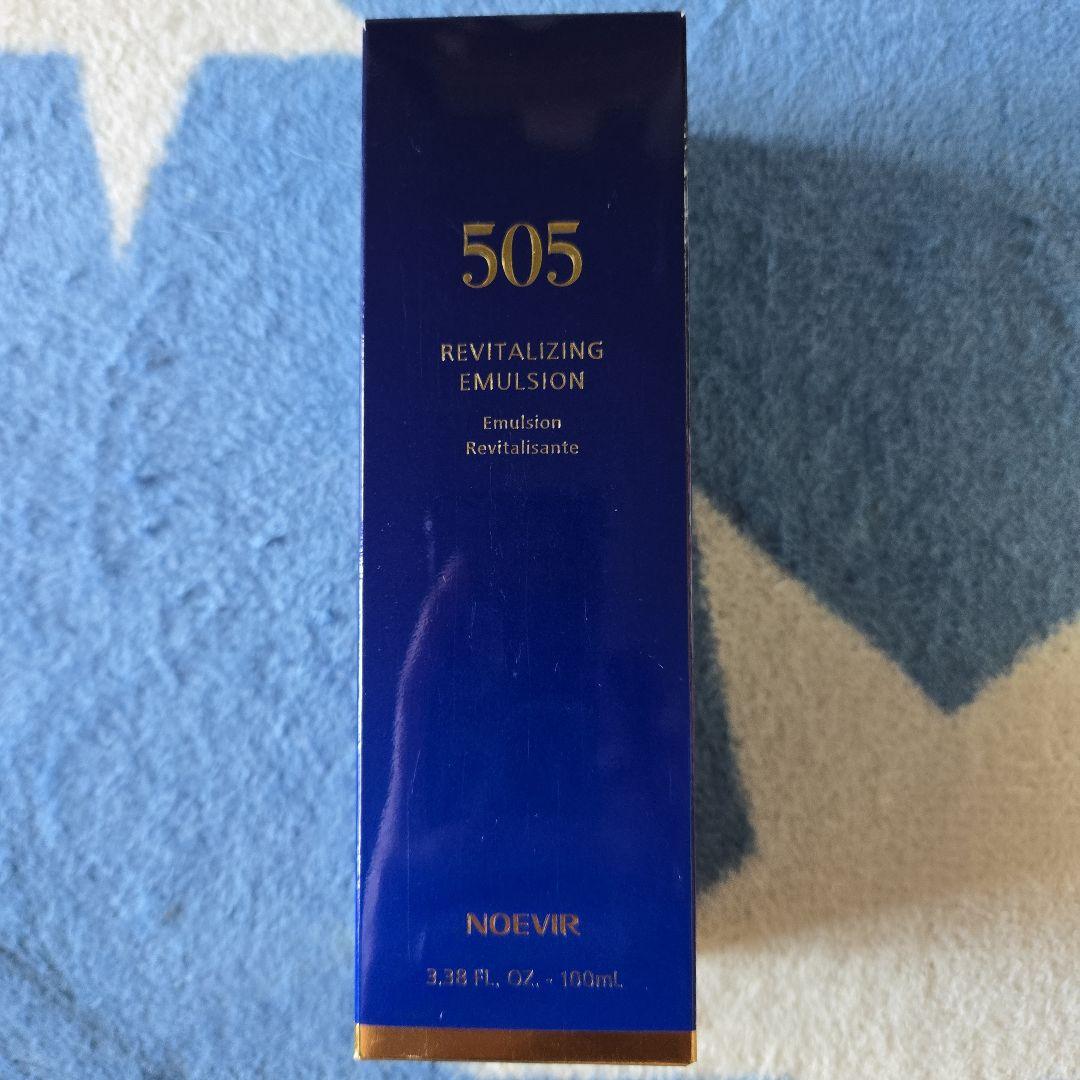 505
REVITALIZING
EMULSION
Emulsion
Revitalisante
NOEVIR
3.38 FL. OZ. - 100mL